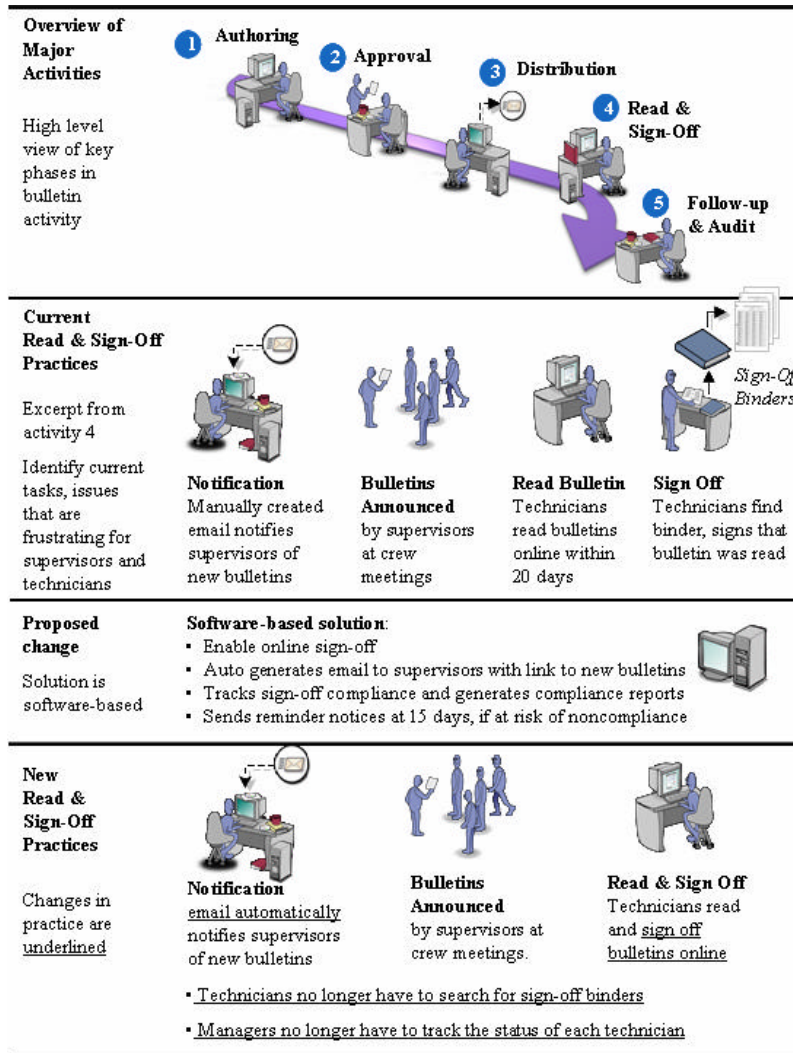 Overview of
Major
Activities
High level
view of key
phases in
bulletin
activity
1 Authoring
2 Approval
3 Distribution
4 Read &
Sign-Off
5 Follow-up
& Audit
Current
Read & Sign-Off
Practices
Excerpt from
activity 4
Identify current
tasks, issues
that are
frustrating for
supervisors and
technicians
Notification
Manually created
email notifies
supervisors of
new bulletins
Bulletins
Announced
by supervisors
at crew
meetings
Read Bulletin
Technicians
read bulletins
online within
20 days
Sign-Of
Binders
Sign Off
Technicians find
binder, signs that
bulletin was read
Proposed
change
Solution is
software-based
Software-based solution:
▪ Enable online sign-off
▪ Auto generates email to supervisors with link to new bulletins
▪ Tracks sign-off compliance and generates compliance reports
▪ Sends reminder notices at 15 days, if at risk of noncompliance
New
Read &
Sign-Off
Practices
Changes in
practice are
underlined
Notification
email automatically
notifies supervisors
of new bulletins
Bulletins
Announced
by supervisors at
crew meetings.
Read & Sign Off
Technicians read
and sign off
bulletins online
▪ Technicians no longer have to search for sign-off binders
▪ Managers no longer have to track the status of each technician